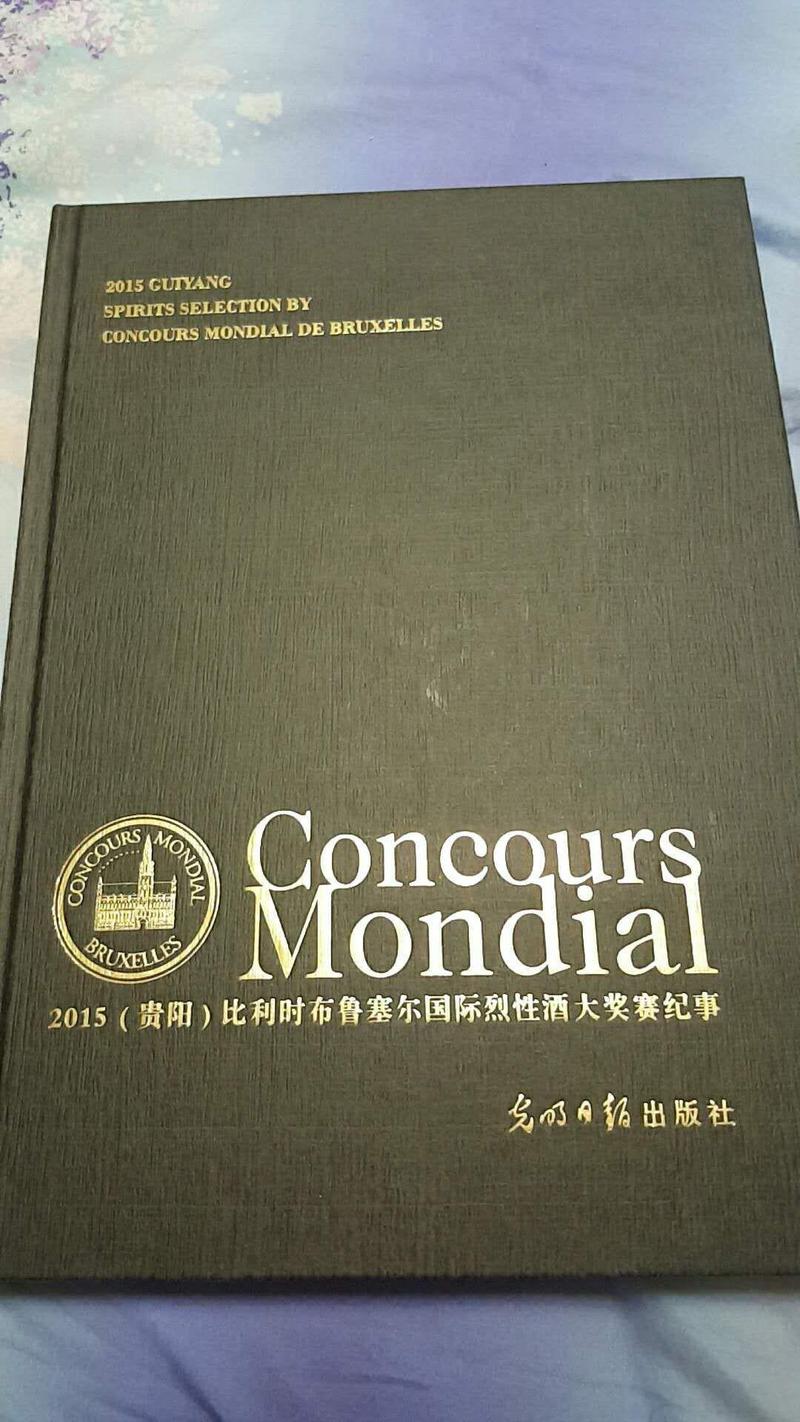 2015 GUIYANG
SPIRITS SELECTION BY
CONCOURS MONDIAL DE BRUXELLES
CONCOURS MONDIAL
BRUXELLES
Concours
Mondial
2015（贵阳）比利时布鲁塞尔国际烈性酒大奖赛纪事
光明日报出版社